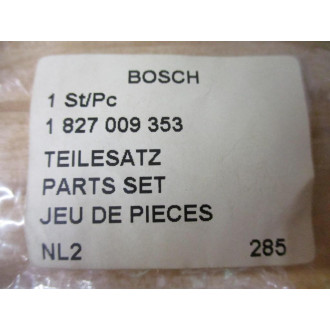 BOSCH
1 St/Pc
1 827 009 353
TEILESATZ
PARTS SET
JEU DE PIECES
NL2 285